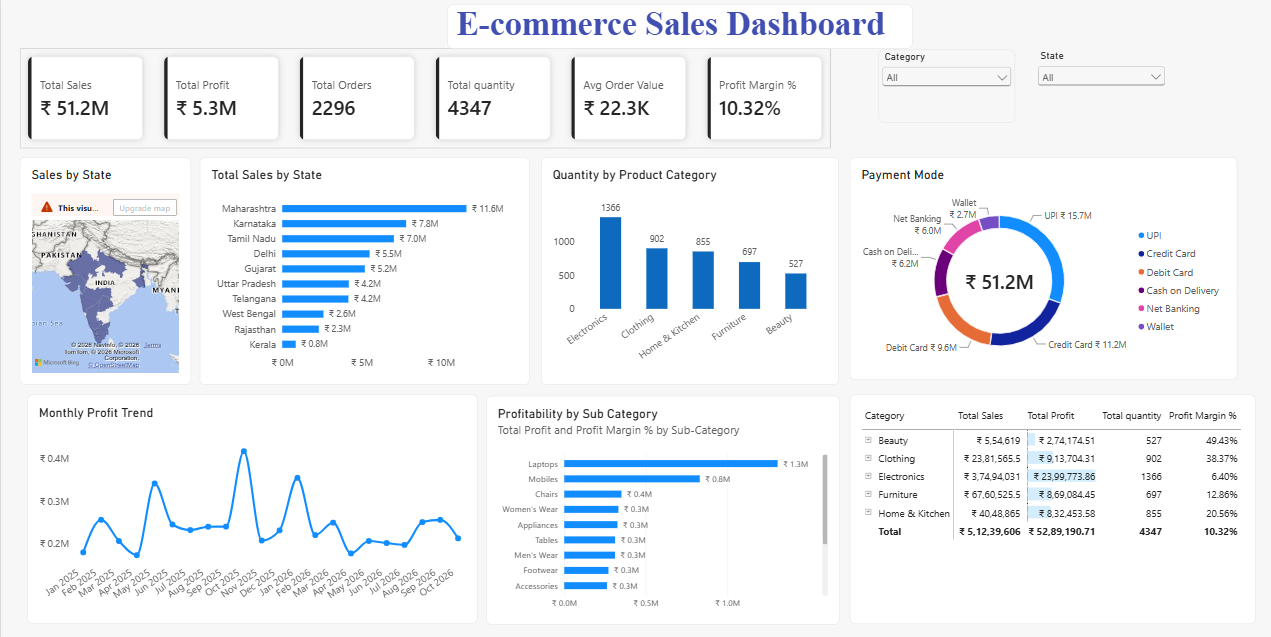 E-commerce Sales Dashboard
Category
All
State
All
Total Sales
₹ 51.2M
Total Profit
₹ 5.3M
Total Orders
2296
Total quantity
4347
Avg Order Value
₹ 22.3K
Profit Margin %
10.32%
Sales by State
This visu...
Upgrade map
GHANISTAN
PAKISTAN
INDIA
MYANI
bian Sea
© 2026 NavInfo, © 2026
TomTom, © 2026 Microsoft
Corporation,
© OpenStreetMap
Terms
Microsoft Bing
Total Sales by State
Maharashtra ₹ 11.6M
Karnataka ₹ 7.8M
Tamil Nadu ₹ 7.0M
Delhi ₹ 5.5M
Gujarat ₹ 5.2M
Uttar Pradesh ₹ 4.2M
Telangana ₹ 4.2M
West Bengal ₹ 2.6M
Rajasthan ₹ 2.3M
Kerala ₹ 0.8M
₹ 0M ₹ 5M ₹ 10M
Quantity by Product Category
1366
902
855
697
527
1000
500
0
Electronics
Clothing
Home & Kitchen
Furniture
Beauty
Payment Mode
Wallet
₹ 2.7M
Net Banking
₹ 6.0M
Cash on Deli...
₹ 6.2M
Debit Card ₹ 9.6M
UPI ₹ 15.7M
Credit Card ₹ 11.2M
₹ 51.2M
UPI
Credit Card
Debit Card
Cash on Delivery
Net Banking
Wallet
Monthly Profit Trend
₹ 0.4M
₹ 0.3M
₹ 0.2M
Jan 2025
Feb 2025
Mar 2025
Apr 2025
May 2025
Jun 2025
Jul 2025
Aug 2025
Sep 2025
Oct 2025
Nov 2025
Dec 2025
Jan 2026
Feb 2026
Mar 2026
Apr 2026
May 2026
Jun 2026
Jul 2026
Aug 2026
Sep 2026
Oct 2026
Profitability by Sub Category
Total Profit and Profit Margin % by Sub-Category
Laptops ₹ 1.3M
Mobiles ₹ 0.8M
Chairs ₹ 0.4M
Women's Wear ₹ 0.3M
Appliances ₹ 0.3M
Tables ₹ 0.3M
Men's Wear ₹ 0.3M
Footwear ₹ 0.3M
Accessories ₹ 0.3M
₹ 0.0M ₹ 0.5M ₹ 1.0M
Category Total Sales Total Profit Total quantity Profit Margin %
Beauty ₹ 5,54,619 ₹ 2,74,174.51 527 49.43%
Clothing ₹ 23,81,565.5 ₹ 9,13,704.31 902 38.37%
Electronics ₹ 3,74,94,031 ₹ 23,99,773.86 1366 6.40%
Furniture ₹ 67,60,525.5 ₹ 8,69,084.45 697 12.86%
Home & Kitchen ₹ 40,48,865 ₹ 8,32,453.58 855 20.56%
Total ₹ 5,12,39,606 ₹ 52,89,190.71 4347 10.32%